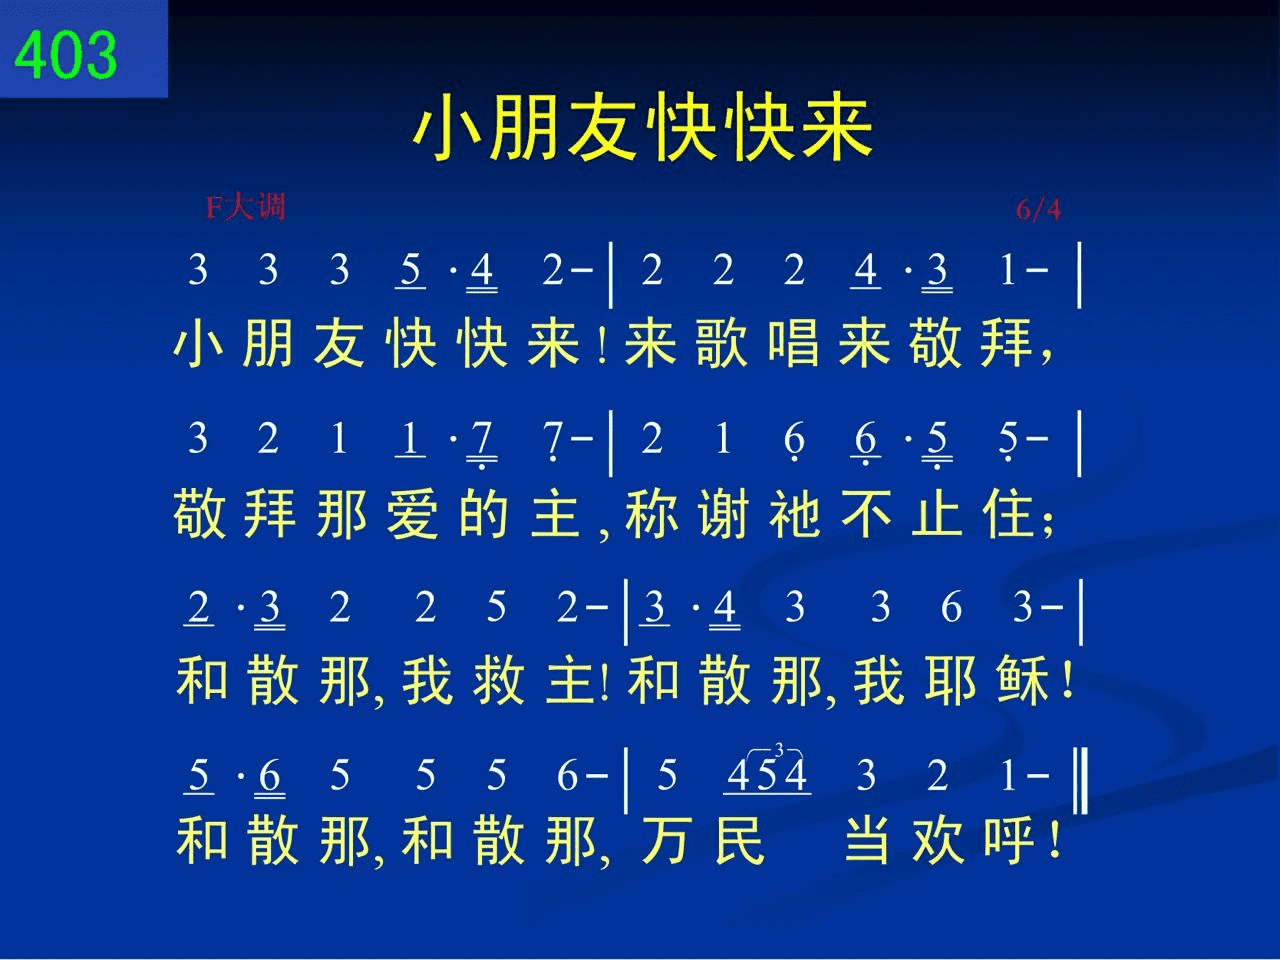 403
小朋友快快来
F大调 6/4
3 3 3 5 · 4 2- | 2 2 2 4 · 3 1- |
小朋友快快来!来歌唱来敬拜，
3 2 1 1 · 7 7- | 2 1 6 6 · 5 5- |
敬拜那爱的主,称谢祂不止住；
2 · 3 2 2 5 2- | 3 · 4 3 3 6 3- |
和散那,我救主!和散那,我耶稣!
5 · 6 5 5 5 6- | 5 454 3 2 1- ‖
3
和散那,和散那,万民 当欢呼!